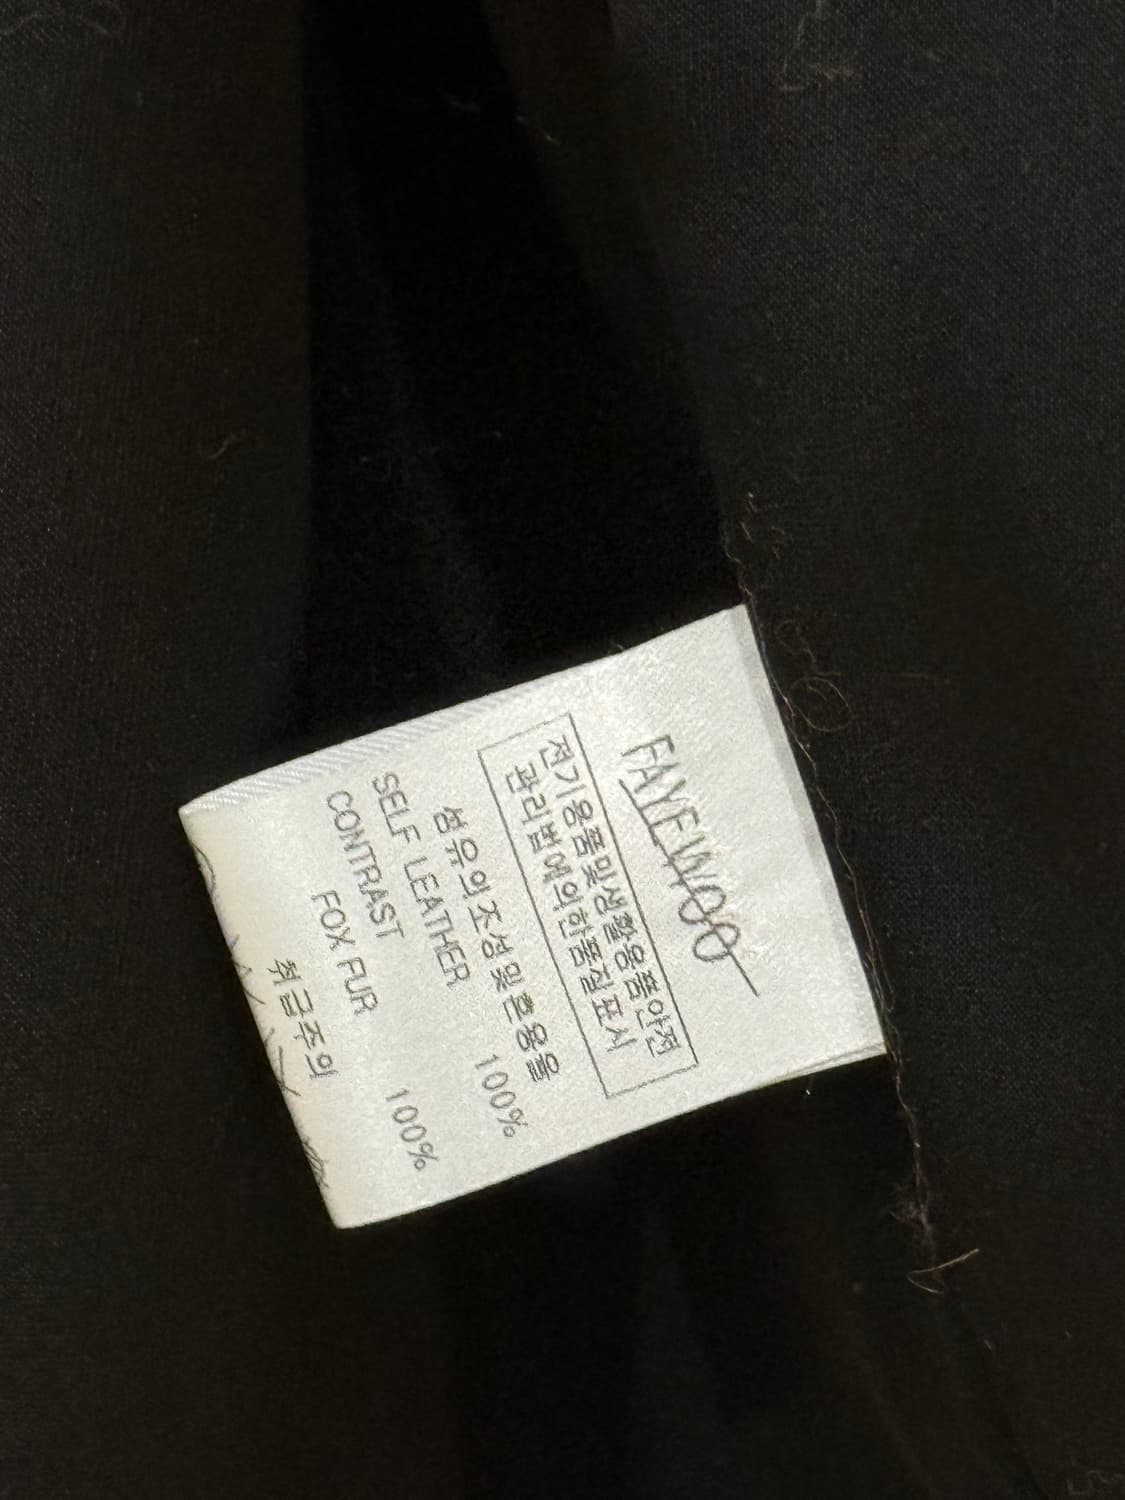 FAYEWOO
전기용품및생활용품안전
관리법에의한품질표시
섬유의조성및혼용율
SELF LEATHER 100%
CONTRAST
FOX FUR 100%
취급주의